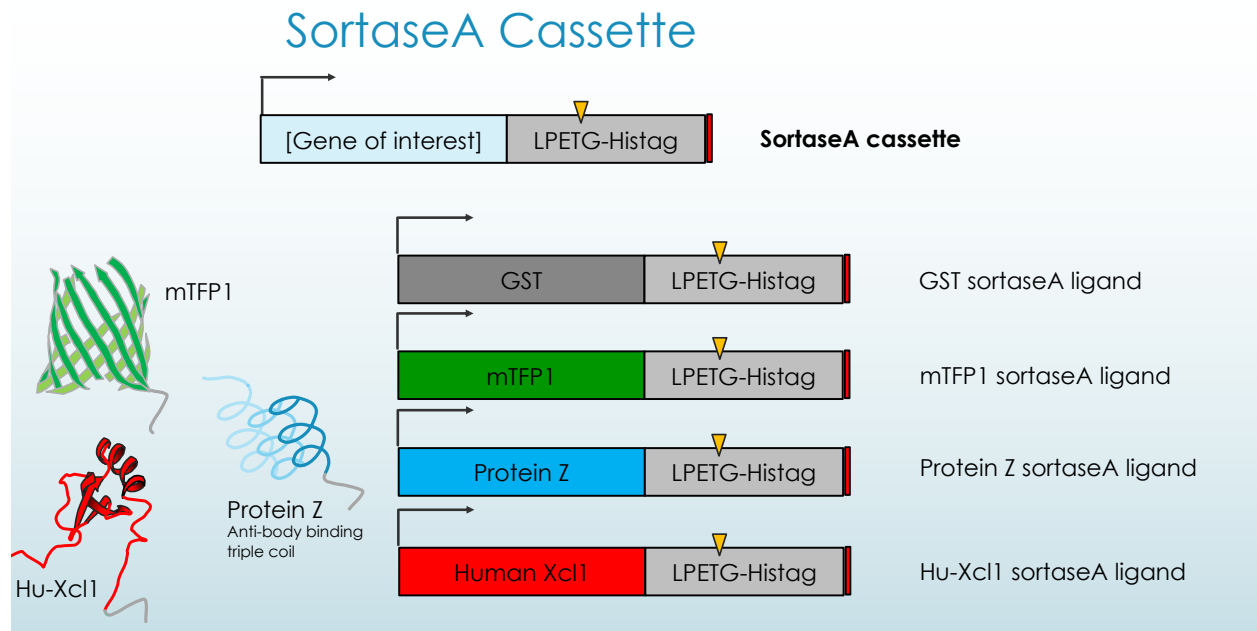 SortaseA Cassette
[Gene of interest]
LPETG-Histag
SortaseA cassette
mTFP1
GST
LPETG-Histag
GST sortaseA ligand
mTFP1
LPETG-Histag
mTFP1 sortaseA ligand
Protein Z
LPETG-Histag
Protein Z sortaseA ligand
Protein Z
Anti-body binding
triple coil
Human Xcl1
LPETG-Histag
Hu-Xcl1 sortaseA ligand
Hu-Xcl1